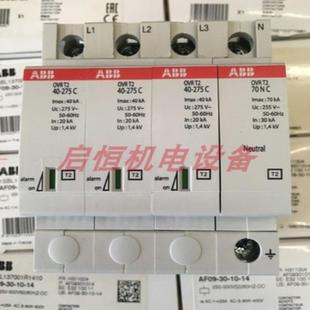 L1
L2
L3
N
ABB
ABB
ABB
ABB
OVR T2
40-275 C
OVR T2
40-275 C
OVR T2
40-275 C
OVR T2
70 N C
Imax: 40 kA
Uc: 275 V~
50-60Hz
In: 20 kA
Up: 1,4 kV
Imax: 40 kA
Uc: 275 V~
50-60Hz
In: 20 kA
Up: 1,4 kV
Imax: 40 kA
Uc: 275 V~
50-60Hz
In: 20 kA
Up: 1,4 kV
Imax: 70 kA
Uc: 255 V~
50-60Hz
In: 30 kA
Up: 1,4 kV
启恒机电设备
Neutral
alarm
on
T2
alarm
on
T2
alarm
on
T2
T2
AF09-30-10-14
AF09-30-10-14